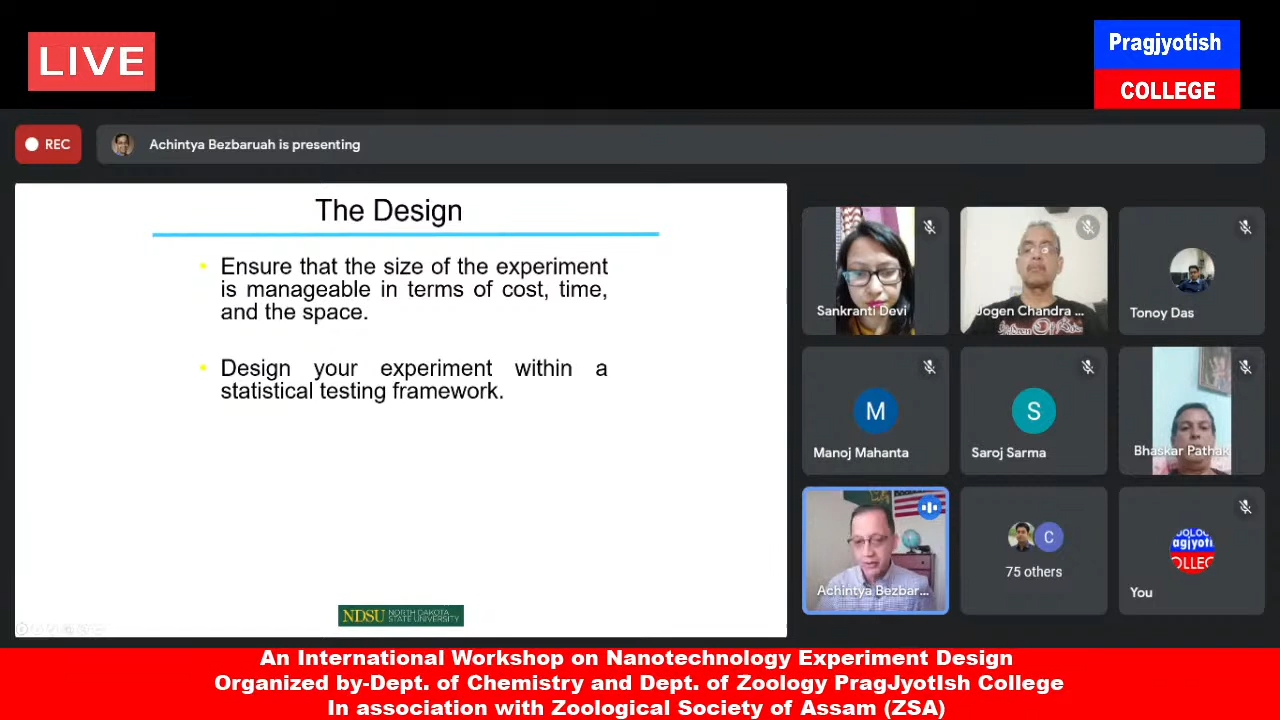 LIVE
Pragjyotish
COLLEGE
REC
Achintya Bezbaruah is presenting
The Design
• Ensure that the size of the experiment
is manageable in terms of cost, time,
and the space.
• Design your experiment within a
statistical testing framework.
NDSU NORTH DAKOTA
STATE UNIVERSITY
Sankranti Devi
Jogen Chandra ...
Tonoy Das
M
Manoj Mahanta
S
Saroj Sarma
Bhaskar Pathak
Achintya Bezbar...
C
75 others
agjyoti
OLLEG
You
An International Workshop on Nanotechnology Experiment Design
Organized by-Dept. of Chemistry and Dept. of Zoology PragJyotIsh College
In association with Zoological Society of Assam (ZSA)